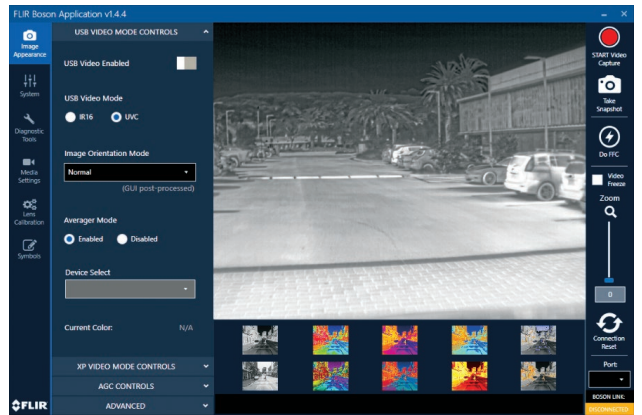 FLIR Boson Application v1.4.4
Image
Appearance
System
Diagnostic
Tools
Media
Settings
Lens
Calibration
Symbols
FLIR
USB VIDEO MODE CONTROLS
USB Video Enabled
USB Video Mode
IR16
UVC
Image Orientation Mode
Normal
(GUI post-processed)
Averager Mode
Enabled
Disabled
Device Select
Current Color:
N/A
XP VIDEO MODE CONTROLS
AGC CONTROLS
ADVANCED
START Video
Capture
Take
Snapshot
Do FFC
Video
Freeze
Zoom
0
Connection
Reset
Port:
BOSON LINK:
DISCONNECTED